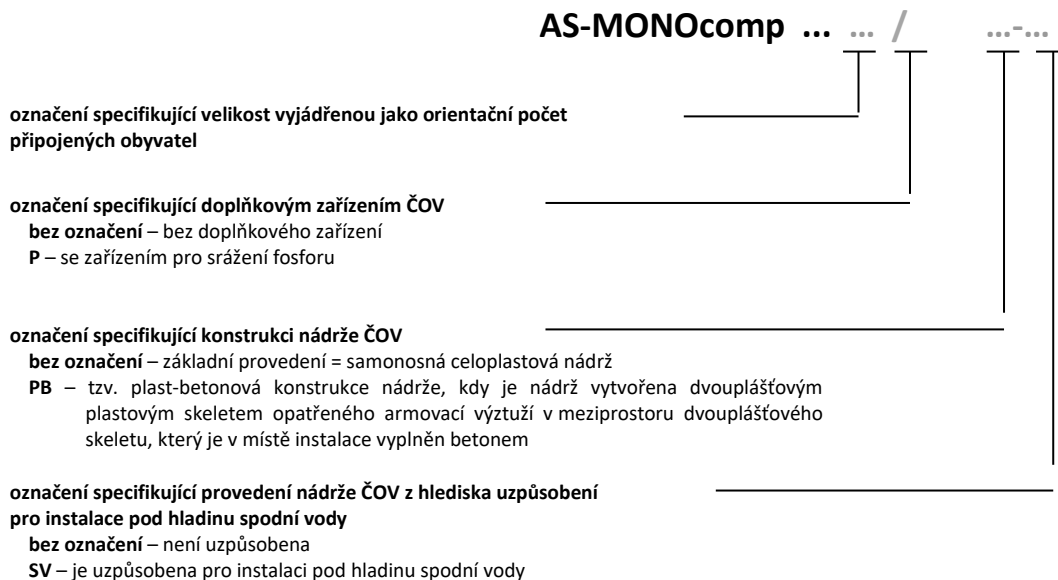 AS-MONOcomp ... ... / ...-...
označení specifikující velikost vyjádřenou jako orientační počet
připojených obyvatel
označení specifikující doplňkovým zařízením ČOV
bez označení – bez doplňkového zařízení
P – se zařízením pro srážení fosforu
označení specifikující konstrukci nádrže ČOV
bez označení – základní provedení = samonosná celoplastová nádrž
PB – tzv. plast-betonová konstrukce nádrže, kdy je nádrž vytvořena dvouplášťovým
plastovým skeletem opatřeného armovací výztuží v meziprostoru dvouplášťového
skeletu, který je v místě instalace vyplněn betonem
označení specifikující provedení nádrže ČOV z hlediska uzpůsobení
pro instalace pod hladinu spodní vody
bez označení – není uzpůsobena
SV – je uzpůsobena pro instalaci pod hladinu spodní vody